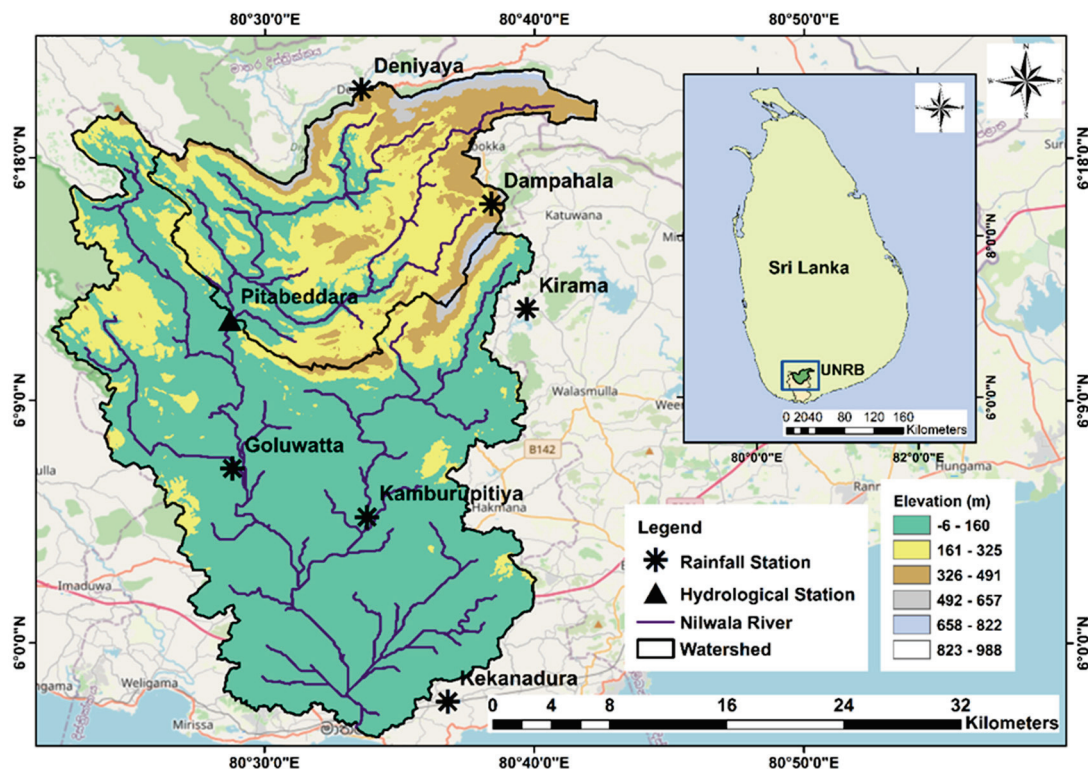 80°30'0"E
80°40'0"E
80°50'0"E
6°18'0"N
6°9'0"N
6°0'0"N
Deniyaya
Dampahala
Katuwana
Kirama
Pitabeddara
Walasmulla
Goluwatta
B142
Kamburupitiya
Hakmana
Imaduwa
Weligama
Mirissa
Kekanadura
Hungama
N
N
Sri Lanka
UNRB
0 20 40 80 120 160
Kilometers
80°0'0"E
82°0'0"E
8°0'0"N
6°0'0"N
Legend
Rainfall Station
Hydrological Station
Nilwala River
Watershed
Elevation (m)
-6 - 160
161 - 325
326 - 491
492 - 657
658 - 822
823 - 988
0 2 4 6 8 16 24 32
Kilometers
6°18'0"N
6°9'0"N
6°0'0"N
80°30'0"E
80°40'0"E
80°50'0"E